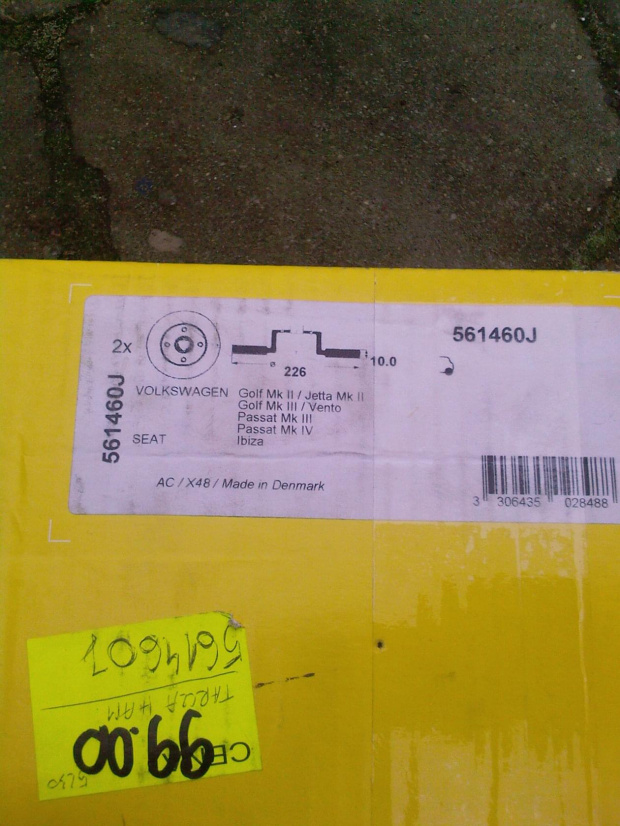 2x
226
10.0
561460J
561460J
VOLKSWAGEN Golf Mk II / Jetta Mk II
Golf Mk III / Vento
Passat Mk III
Passat Mk IV
SEAT Ibiza
AC / X48 / Made in Denmark
3 306435 028488
99.00
TARCZA HAM
561460J